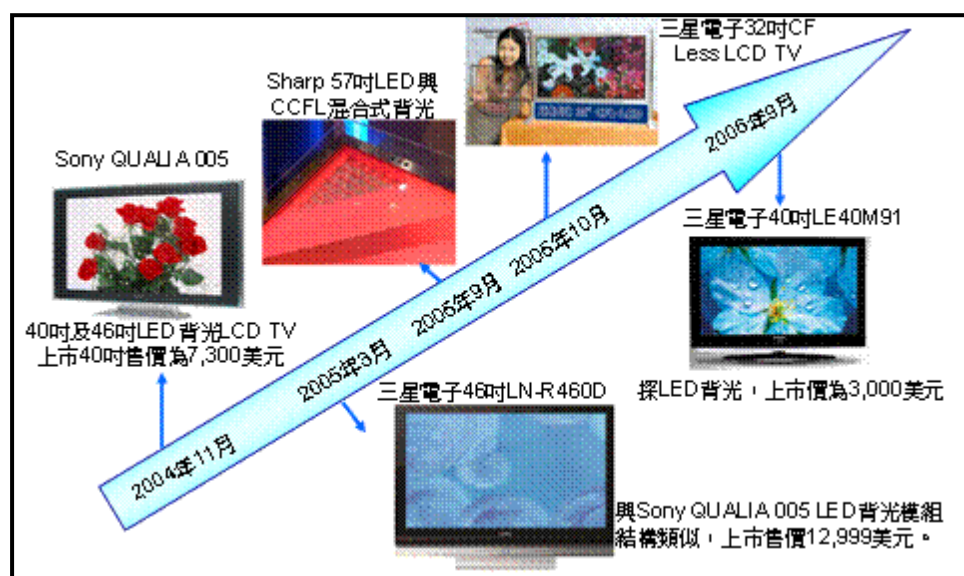 三星電子32吋CF
Less LCD TV
Sharp 57吋LED與
CCFL混合式背光
Sony QUALIA 005
40吋及46吋LED背光LCD TV
上市40吋售價為7,300美元
2004年11月
2005年3月
2005年9月
2005年10月
2006年9月
三星電子40吋LE40M91
採LED背光,上市價為3,000美元
三星電子46吋LN-R460D
與Sony QUALIA 005 LED背光模組
結構類似,上市售價12,999美元。